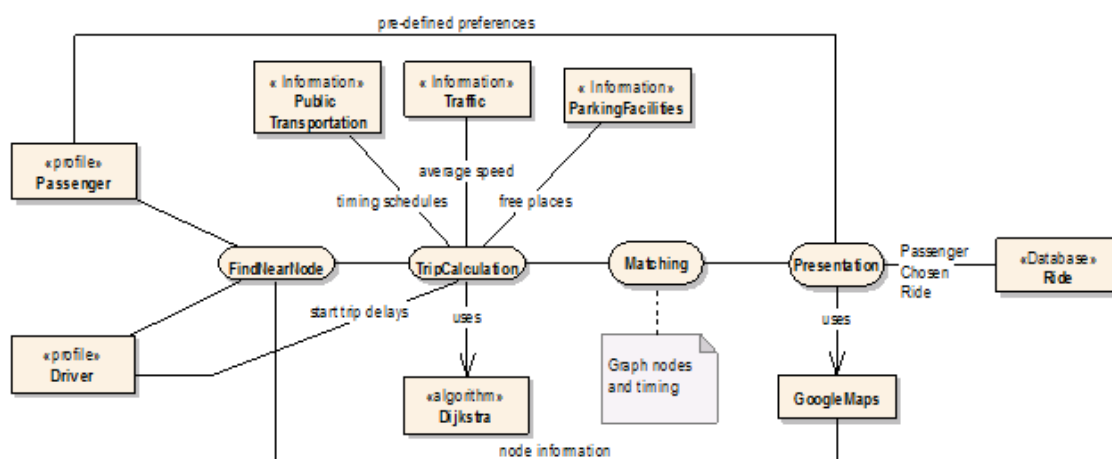 pre-defined preferences
« Information»
Public
Transportation
« Information»
Traffic
« Information»
ParkingFacilities
«profile»
Passenger
average speed
timing schedules
free places
FindNearNode
TripCalculation
Matching
Presentation
Passenger
Chosen
Ride
«Database»
Ride
start trip delays
uses
uses
«profile»
Driver
Graph nodes
and timing
«algorithm»
Dijkstra
GoogleMaps
node information